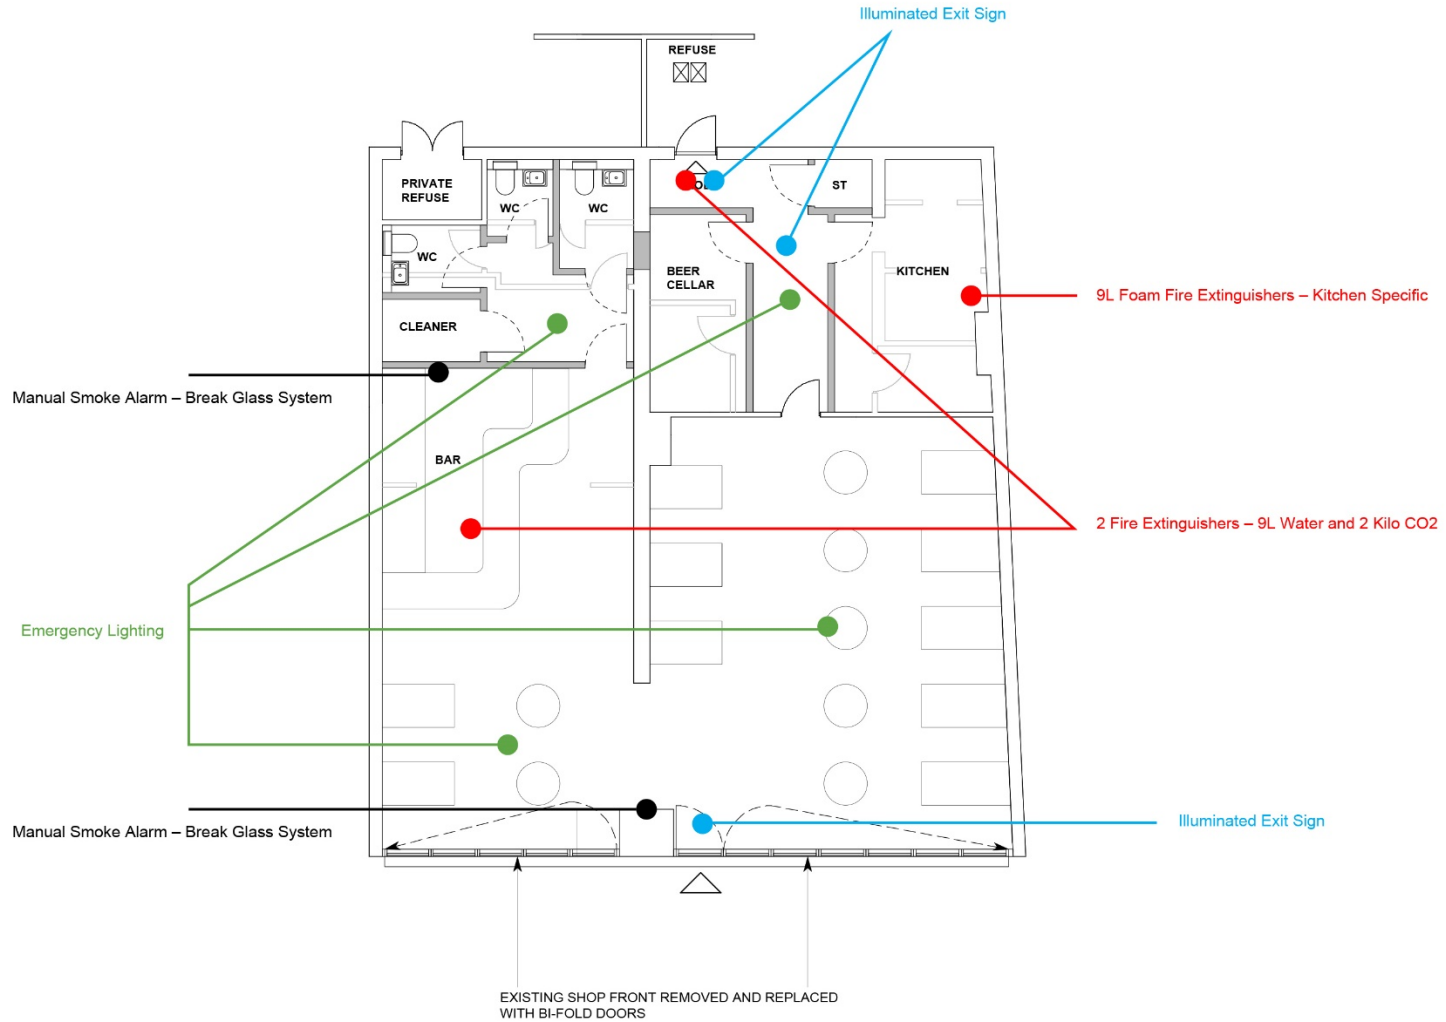 Illuminated Exit Sign
REFUSE
PRIVATE
REFUSE
WC
WC
ST
WC
BEER
CELLAR
KITCHEN
9L Foam Fire Extinguishers – Kitchen Specific
CLEANER
Manual Smoke Alarm – Break Glass System
BAR
2 Fire Extinguishers – 9L Water and 2 Kilo CO2
Emergency Lighting
Manual Smoke Alarm – Break Glass System
Illuminated Exit Sign
EXISTING SHOP FRONT REMOVED AND REPLACED
WITH BI-FOLD DOORS